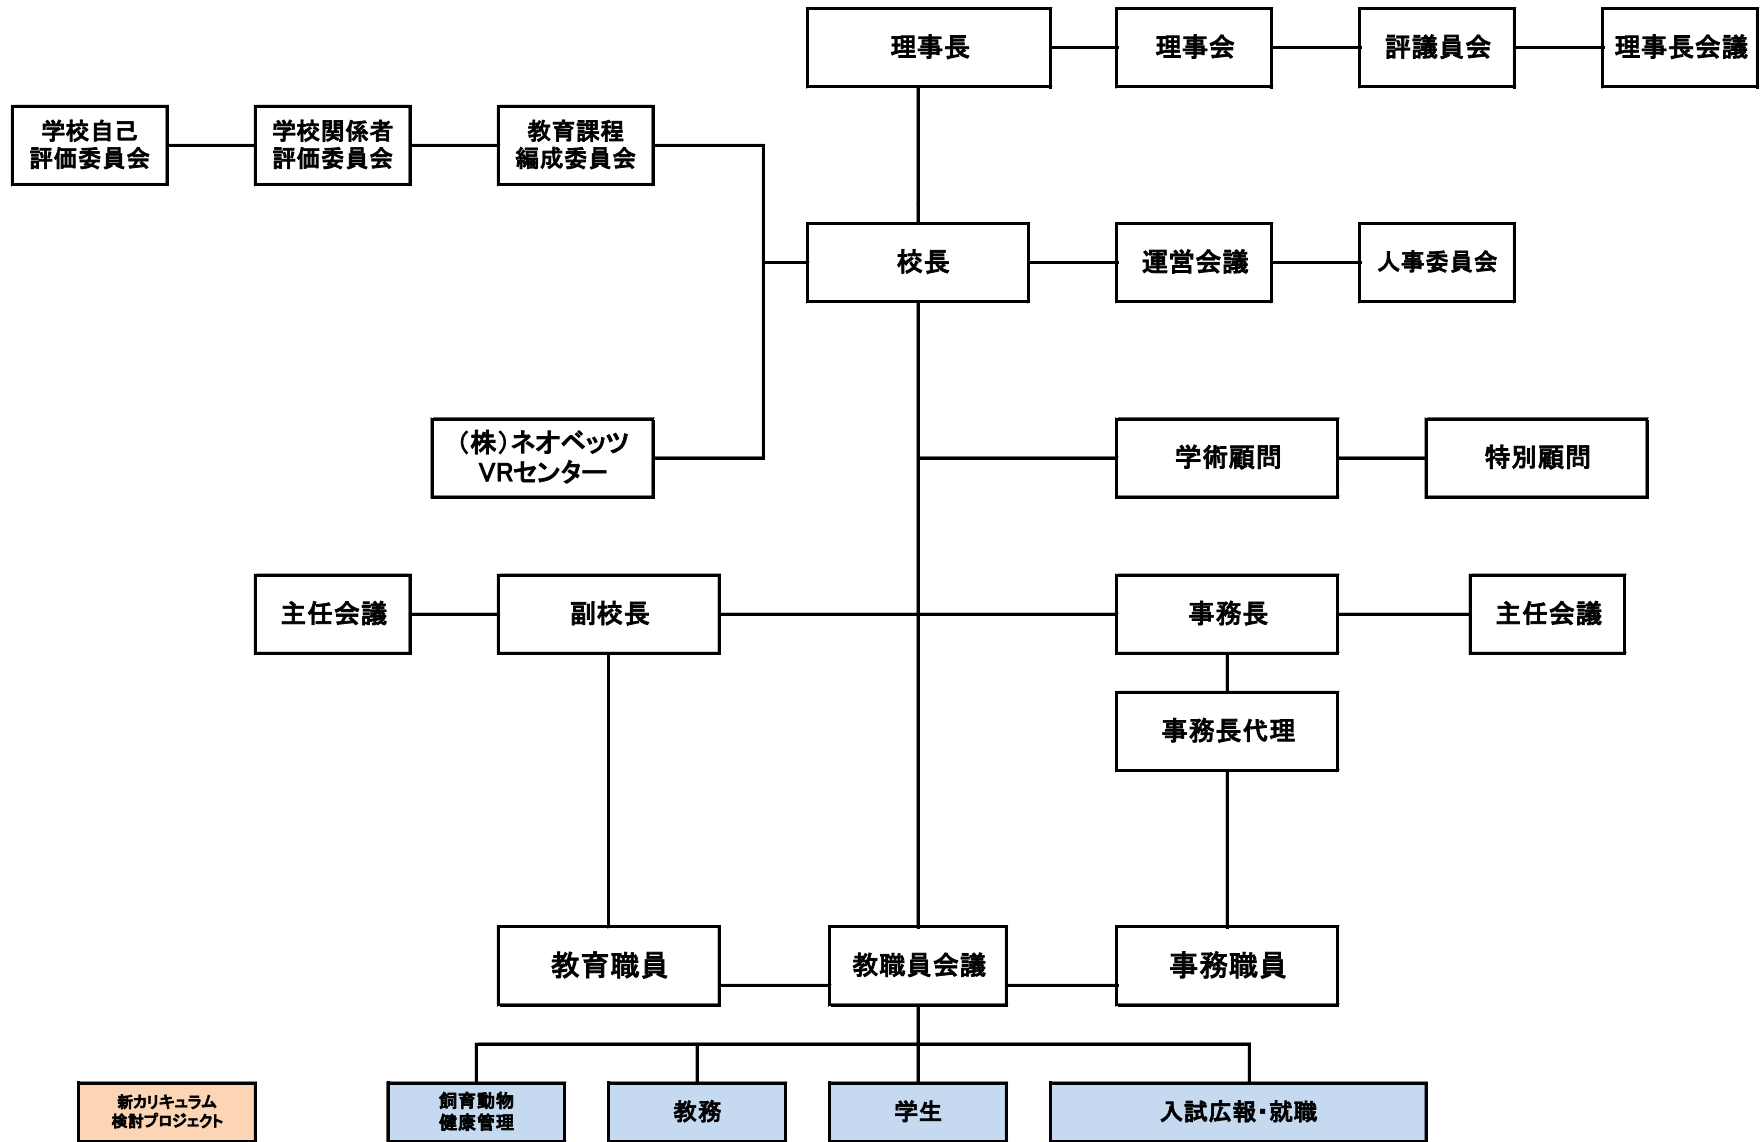 理事長
理事会
評議員会
理事長会議
学校自己
評価委員会
学校関係者
評価委員会
教育課程
編成委員会
校長
運営会議
人事委員会
（株）ネオベッツ
VRセンター
学術顧問
特別顧問
主任会議
副校長
事務長
主任会議
事務長代理
教育職員
教職員会議
事務職員
新カリキュラム
検討プロジェクト
飼育動物
健康管理
教務
学生
入試広報・就職